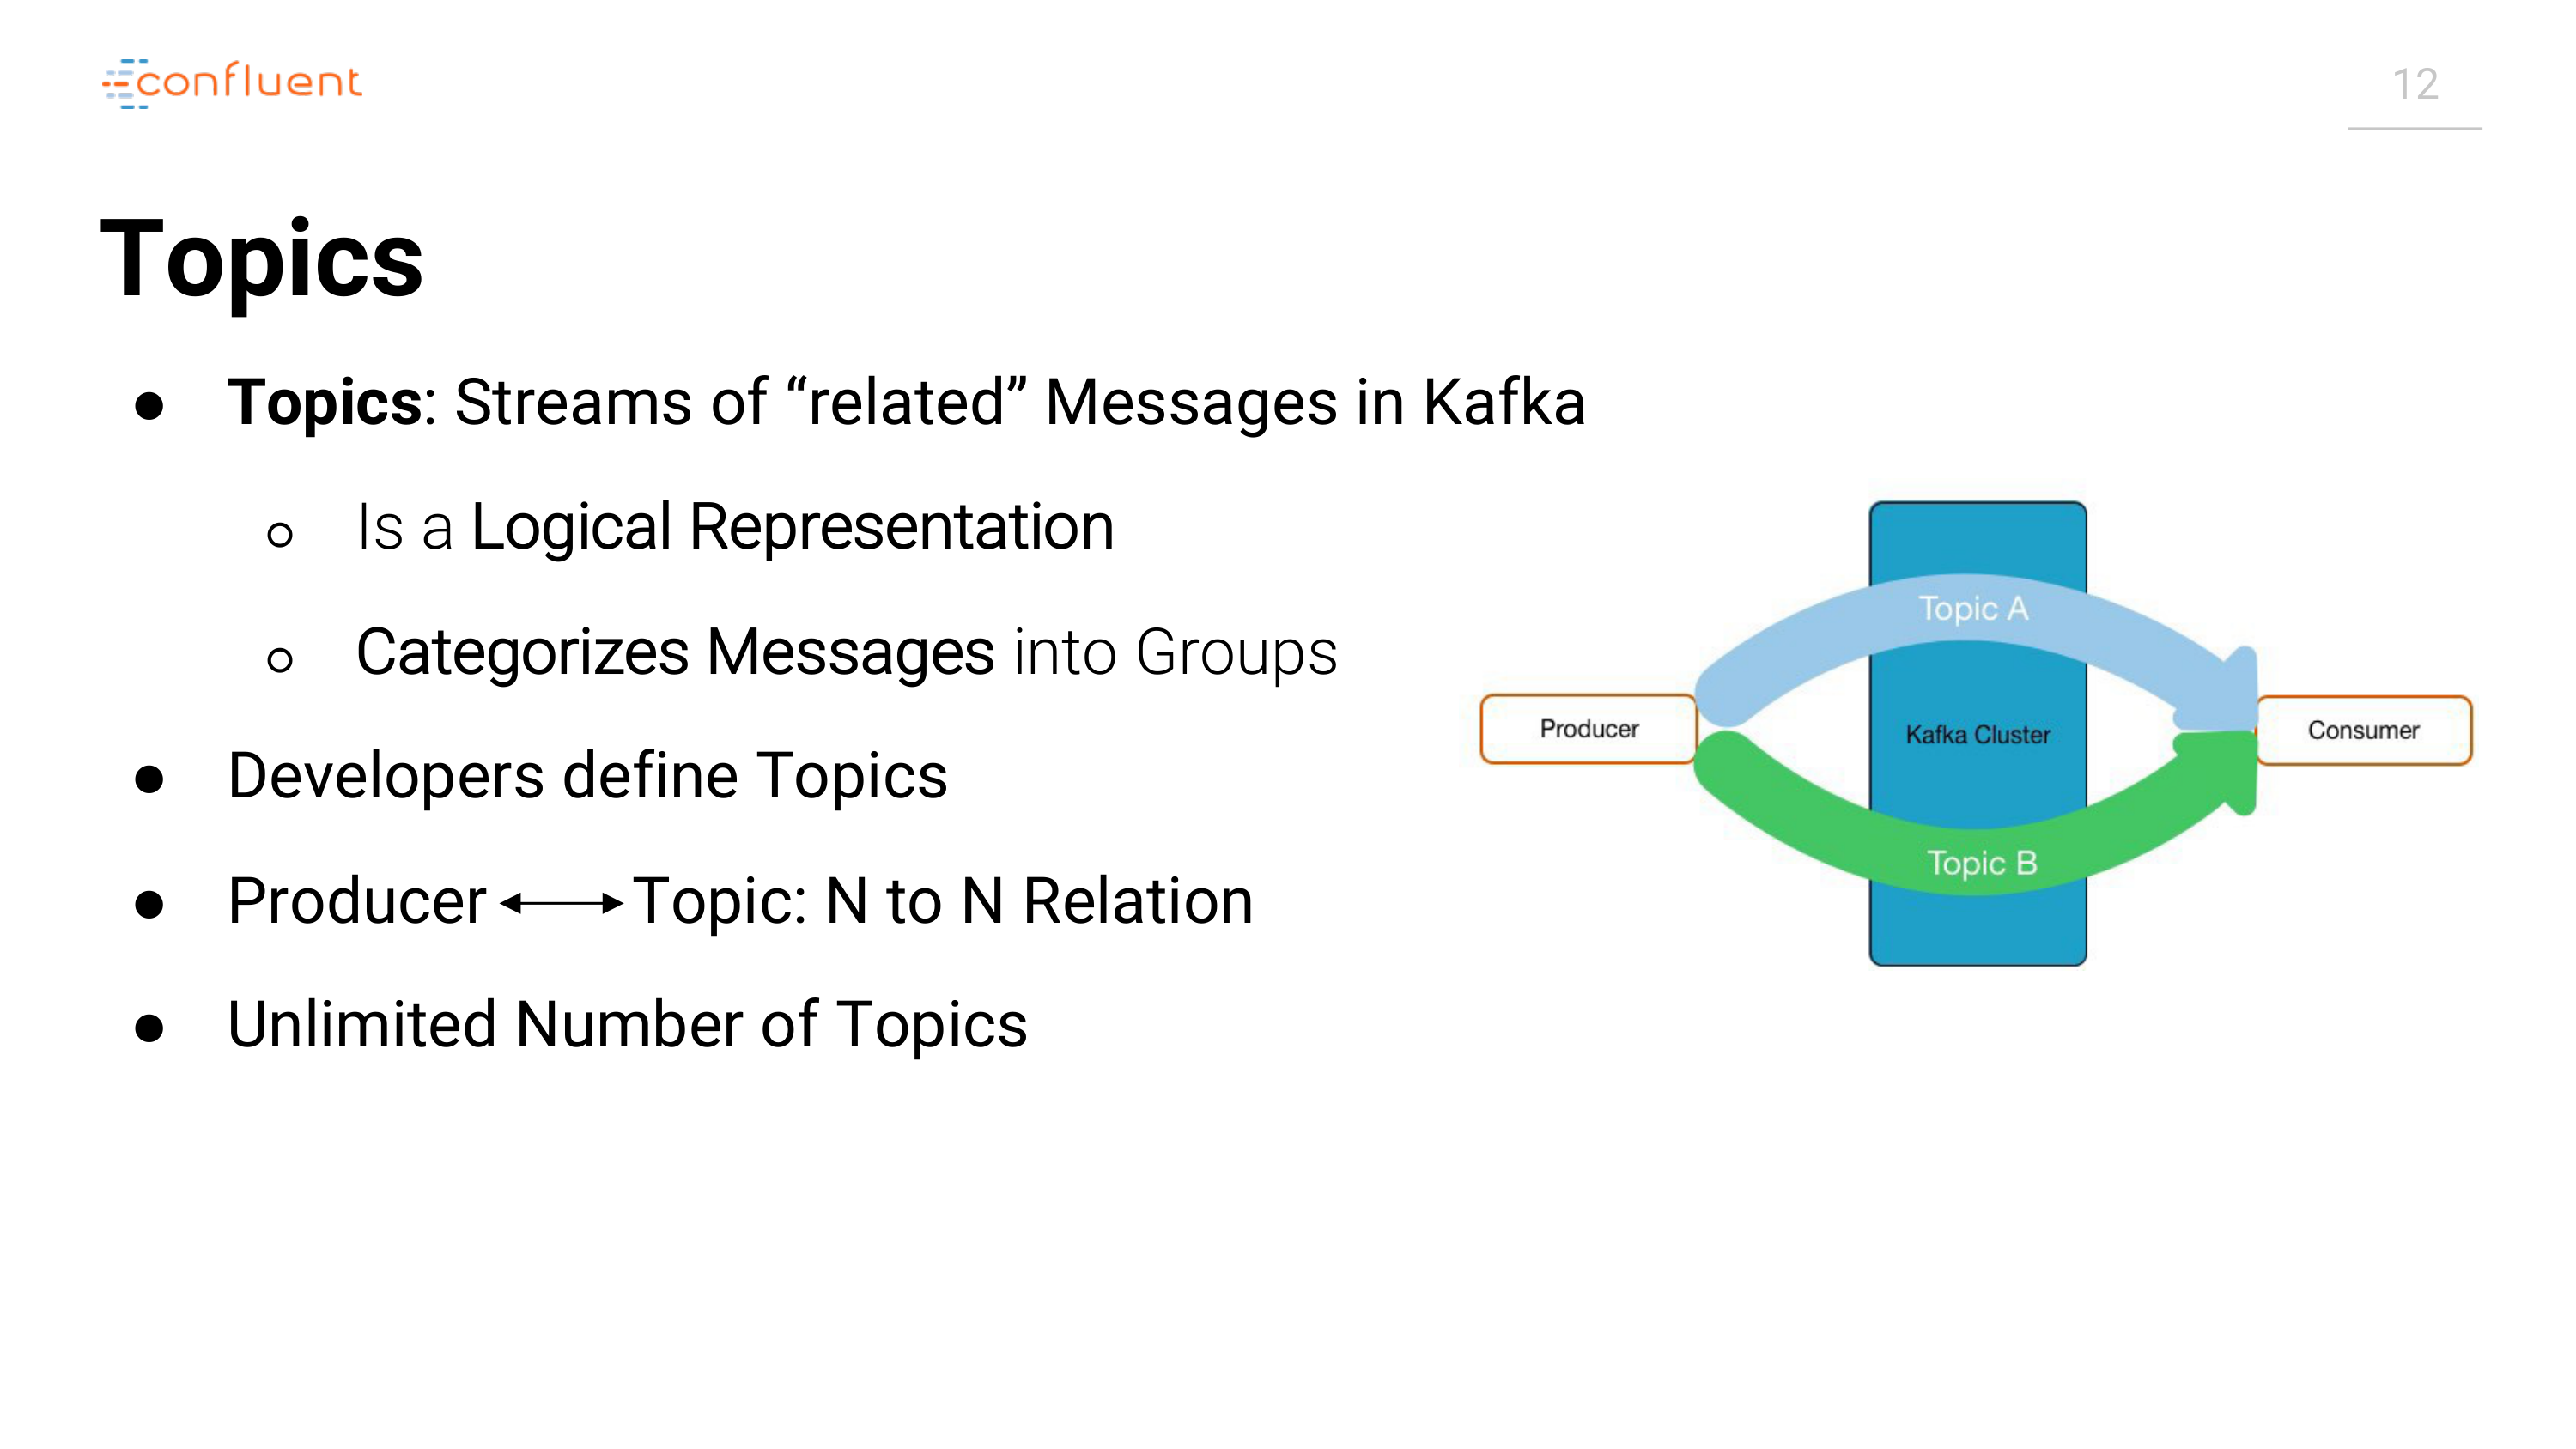 confluent
12
Topics
● Topics: Streams of “related” Messages in Kafka
○ Is a Logical Representation
○ Categorizes Messages into Groups
● Developers define Topics
● Producer ↔ Topic: N to N Relation
● Unlimited Number of Topics
Topic A
Producer
Kafka Cluster
Consumer
Topic B